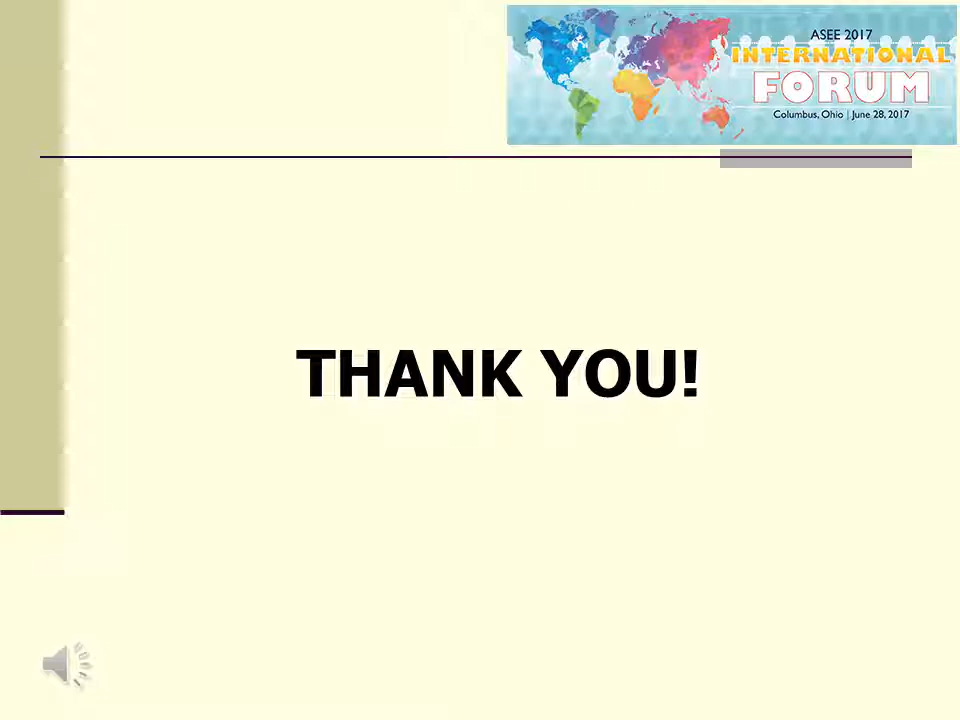 ASEE 2017
INTERNATIONAL
FORUM
Columbus, Ohio | June 28, 2017
THANK YOU!